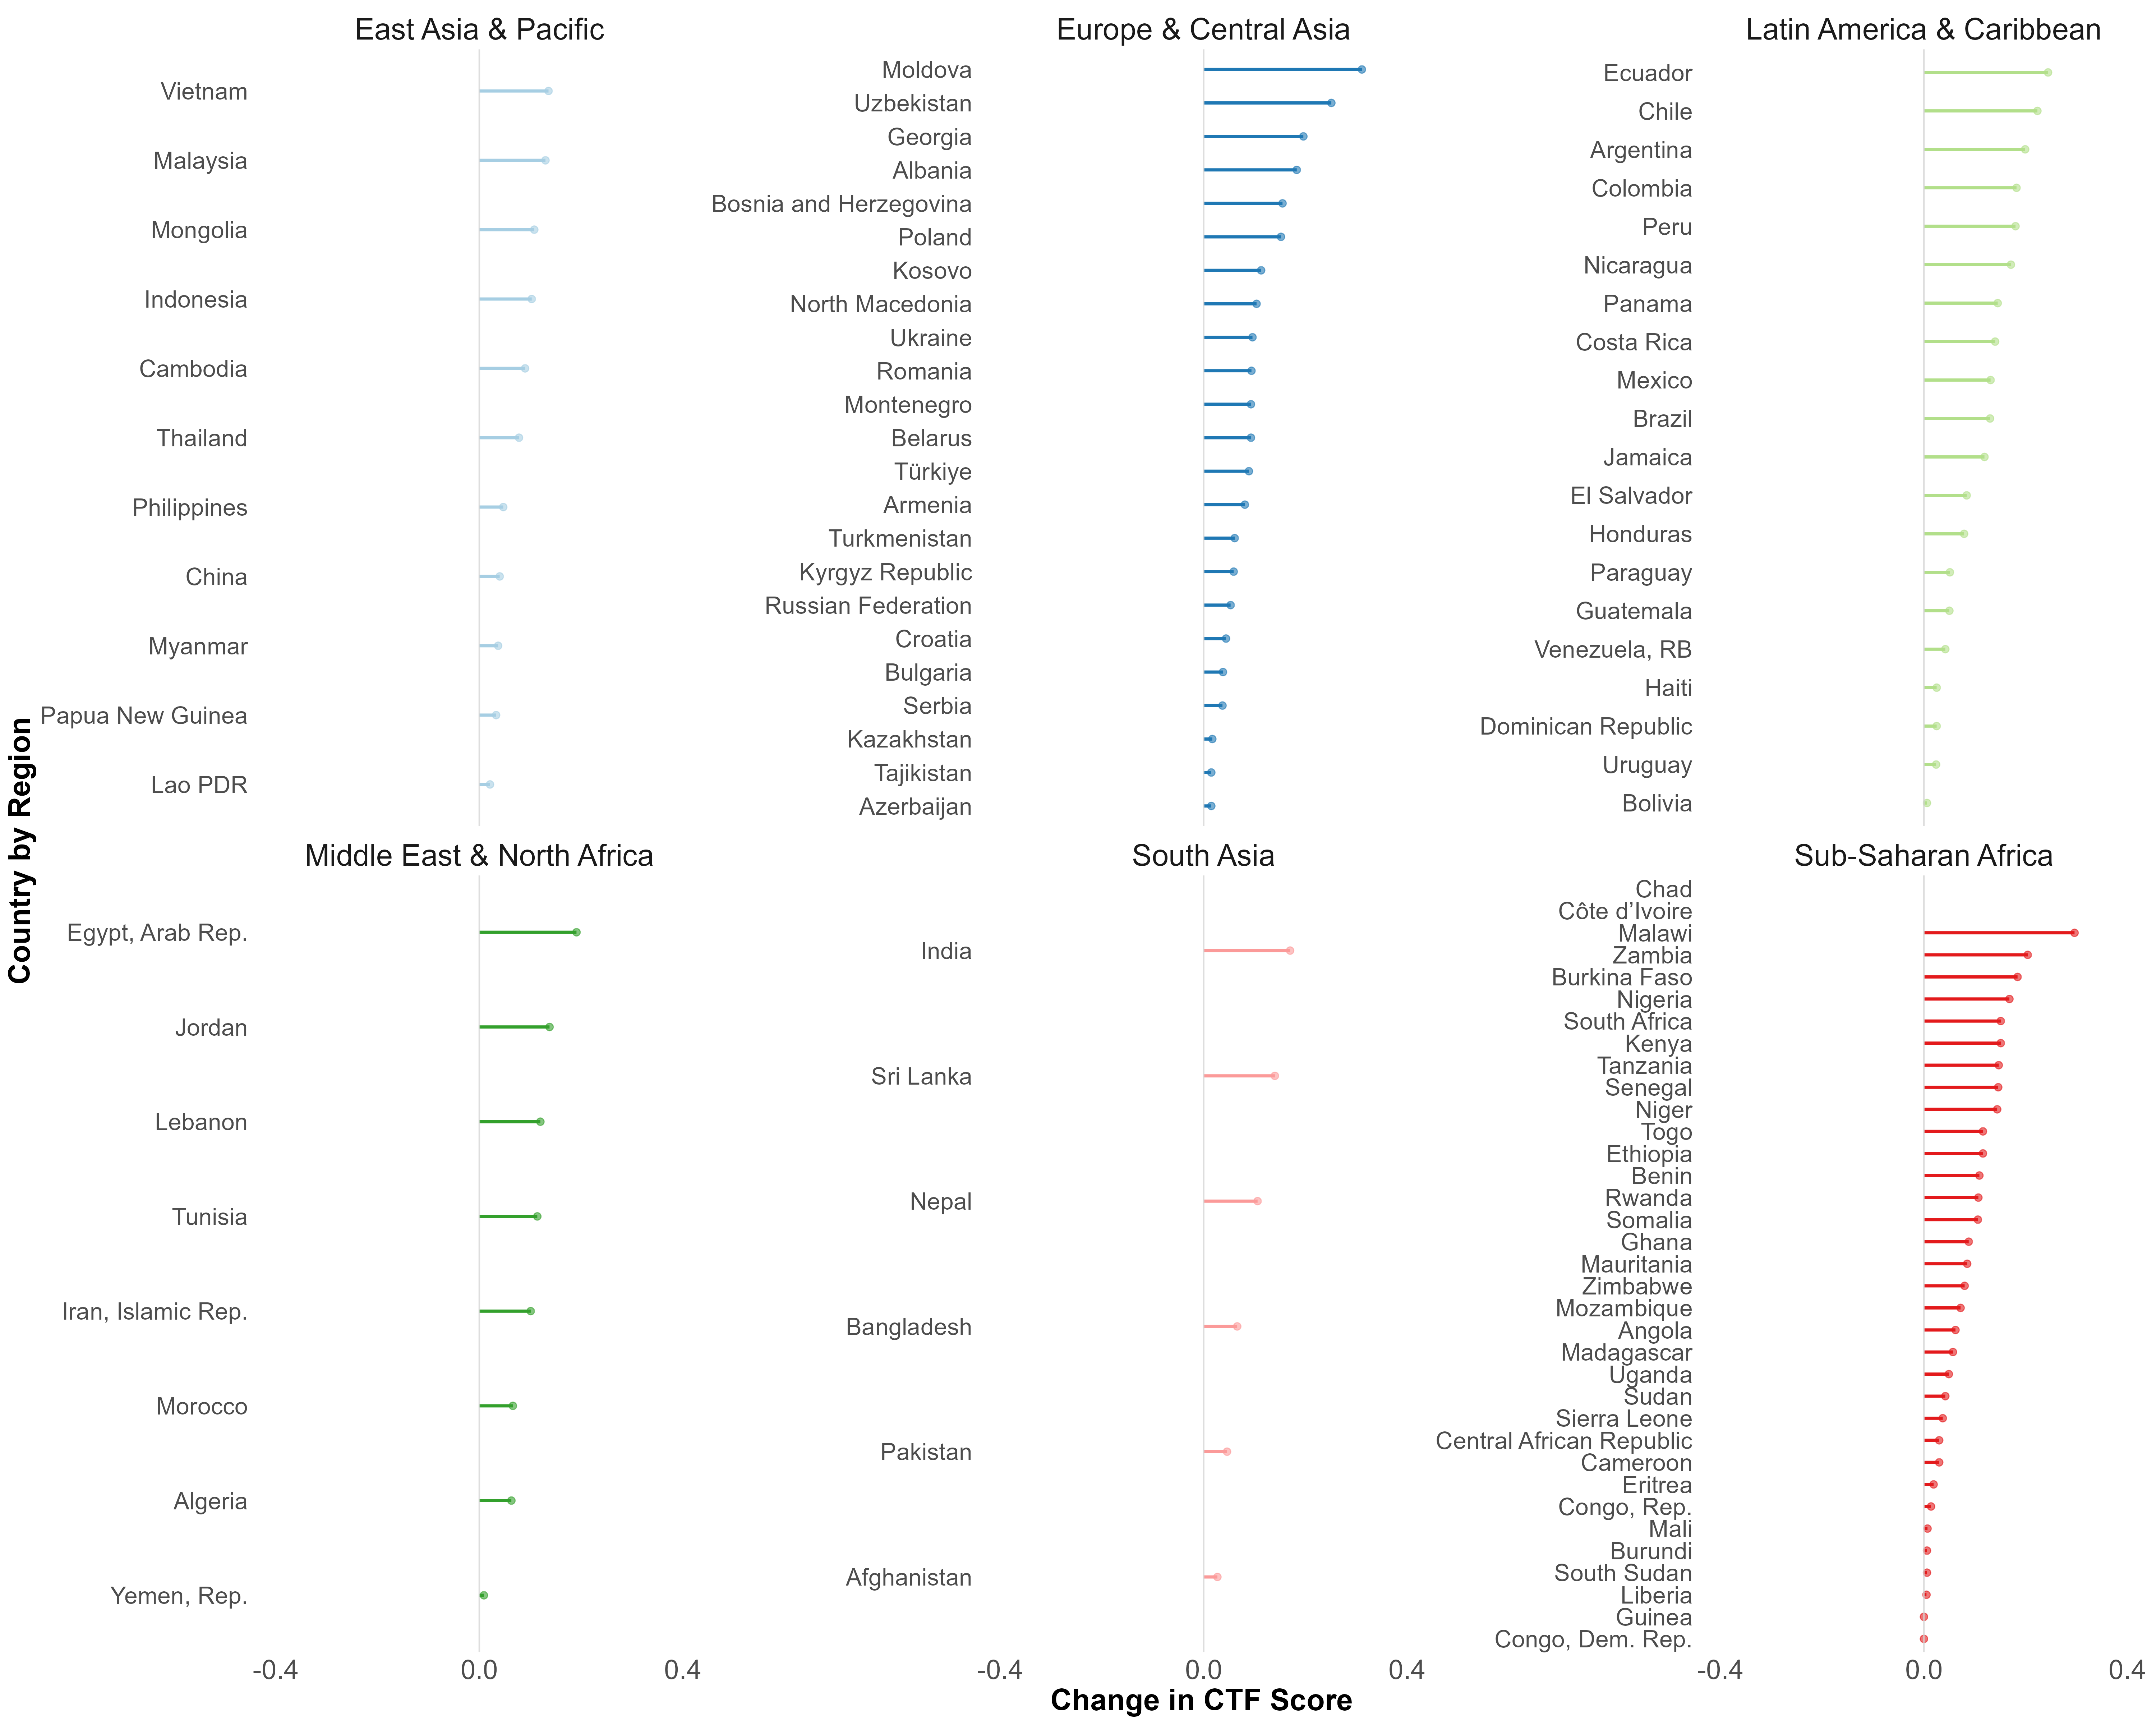 East Asia & Pacific
Vietnam
Malaysia
Mongolia
Indonesia
Cambodia
Thailand
Philippines
China
Myanmar
Papua New Guinea
Lao PDR
Europe & Central Asia
Moldova
Uzbekistan
Georgia
Albania
Bosnia and Herzegovina
Poland
Kosovo
North Macedonia
Ukraine
Romania
Montenegro
Belarus
Türkiye
Armenia
Turkmenistan
Kyrgyz Republic
Russian Federation
Croatia
Bulgaria
Serbia
Kazakhstan
Tajikistan
Azerbaijan
Latin America & Caribbean
Ecuador
Chile
Argentina
Colombia
Peru
Nicaragua
Panama
Costa Rica
Mexico
Brazil
Jamaica
El Salvador
Honduras
Paraguay
Guatemala
Venezuela, RB
Haiti
Dominican Republic
Uruguay
Bolivia
Country by Region
Middle East & North Africa
Egypt, Arab Rep.
Jordan
Lebanon
Tunisia
Iran, Islamic Rep.
Morocco
Algeria
Yemen, Rep.
-0.4 0.0 0.4
South Asia
India
Sri Lanka
Nepal
Bangladesh
Pakistan
Afghanistan
-0.4 0.0 0.4
Sub-Saharan Africa
Chad
Côte d’Ivoire
Malawi
Zambia
Burkina Faso
Nigeria
South Africa
Kenya
Tanzania
Senegal
Niger
Togo
Ethiopia
Benin
Rwanda
Somalia
Ghana
Mauritania
Zimbabwe
Mozambique
Angola
Madagascar
Uganda
Sudan
Sierra Leone
Central African Republic
Cameroon
Eritrea
Congo, Rep.
Mali
Burundi
South Sudan
Liberia
Guinea
Congo, Dem. Rep.
-0.4 0.0 0.4
Change in CTF Score